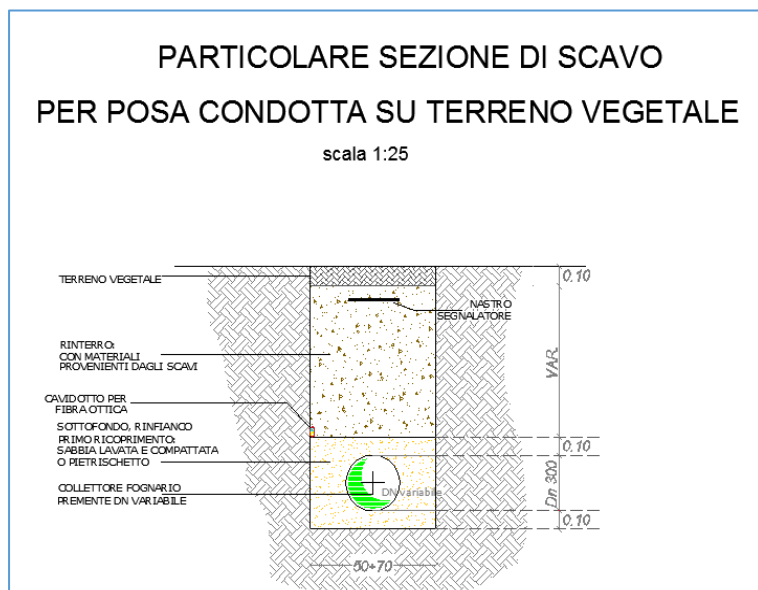 PARTICOLARE SEZIONE DI SCAVO
PER POSA CONDOTTA SU TERRENO VEGETALE
scala 1:25
TERRENO VEGETALE
0.10
NASTRO
SEGNALATORE
RINTERRO:
CON MATERIALI
PROVENIENTI DAGLI SCAVI
VAR.
CAVIDOTTO PER
FIBRA OTTICA
SOTTOFONDO, RINFIANCO
PRIMO RICOPRIMENTO:
SABBIA LAVATA E COMPATTATA
O PIETRISCHETTO
0.10
COLLETTORE FOGNARIO
PREMENTE DN VARIABILE
DN variabile
Dn 300
0.10
50÷70